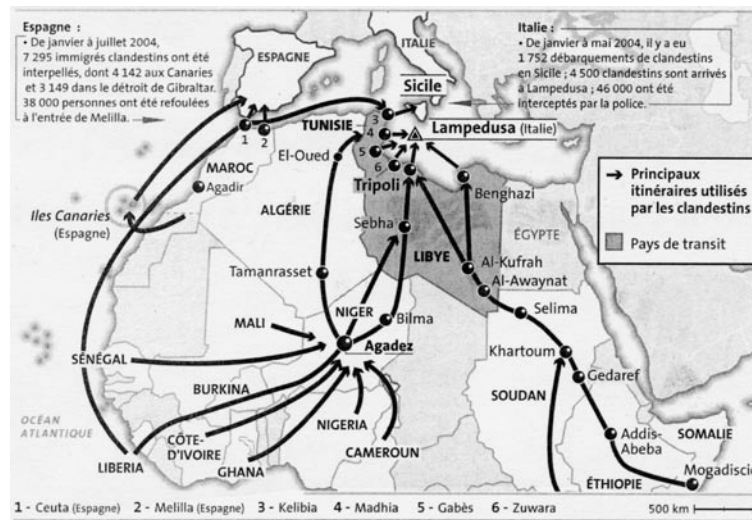 Espagne :
• De janvier à juillet 2004,
7 295 immigrés clandestins ont été
interpellés, dont 4 142 aux Canaries
et 3 149 dans le détroit de Gibraltar.
38 000 personnes ont été refoulées
à l'entrée de Melilla.
Italie :
• De janvier à mai 2004, il y a eu
1 752 débarquements de clandestins
en Sicile ; 4 500 clandestins sont arrivés
à Lampedusa ; 46 000 ont été
interceptés par la police.
ESPAGNE
ITALIE
Sicile
TUNISIE
Lampedusa (Italie)
1
2
3
4
5
6
El-Oued
MAROC
Agadir
Tripoli
Benghazi
Iles Canaries
(Espagne)
ALGÉRIE
Sebha
LIBYE
ÉGYPTE
Principaux
itinéraires utilisés
par les clandestins
Pays de transit
Al-Kufrah
Al-Awaynat
Tamanrasset
Selima
NIGER
Bilma
MALI
Agadez
Khartoum
SÉNÉGAL
Gedaref
BURKINA
SOUDAN
OCÉAN
ATLANTIQUE
NIGERIA
CÔTE-
D'IVOIRE
Addis-
Abeba
SOMALIE
LIBERIA
GHANA
CAMEROUN
ÉTHIOPIE
Mogadiscio
1 - Ceuta (Espagne) 2 - Melilla (Espagne) 3 - Kelibia 4 - Madhia 5 - Gabès 6 - Zuwara
500 km